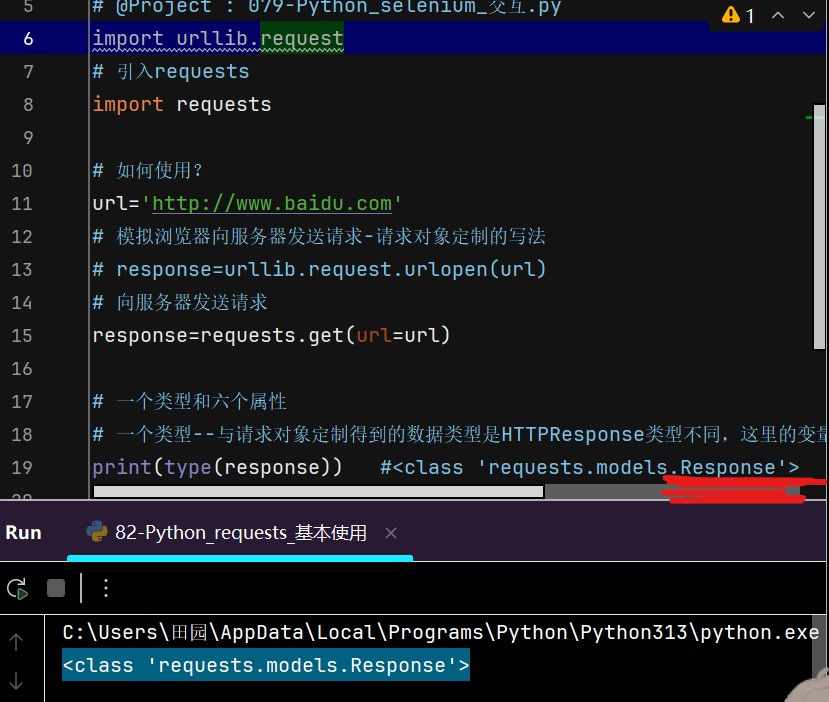 5 # @Project : 079-Python_selenium_交互.py
1
6 import urllib.request
7 # 引入requests
8 import requests
9
10 # 如何使用？
11 url='http://www.baidu.com'
12 # 模拟浏览器向服务器发送请求-请求对象定制的写法
13 # response=urllib.request.urlopen(url)
14 # 向服务器发送请求
15 response=requests.get(url=url)
16
17 # 一个类型和六个属性
18 # 一个类型--与请求对象定制得到的数据类型是HTTPResponse类型不同，这里的变量
19 print(type(response)) #<class 'requests.models.Response'>
20
Run 82-Python_requests_基本使用
C:\Users\田园\AppData\Local\Programs\Python\Python313\python.exe
<class 'requests.models.Response'>